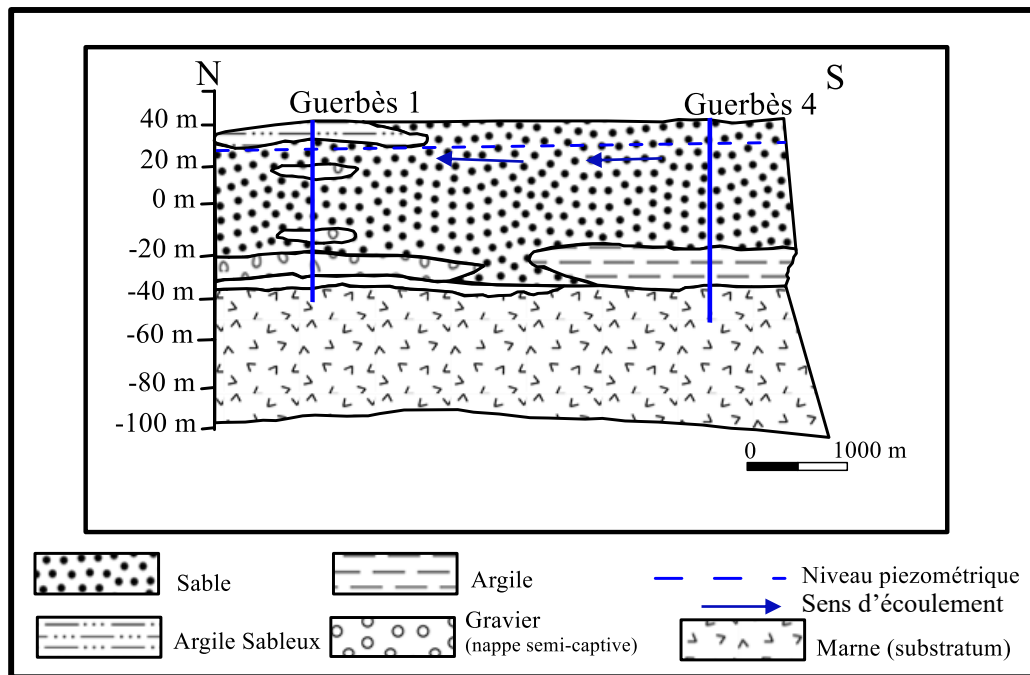 N
S
Guerbès 1
Guerbès 4
40 m
20 m
0 m
-20 m
-40 m
-60 m
-80 m
-100 m
0
1000 m
Sable
Argile
Niveau piezométrique
Sens d'écoulement
Argile Sableux
Gravier
(nappe semi-captive)
Marne (substratum)